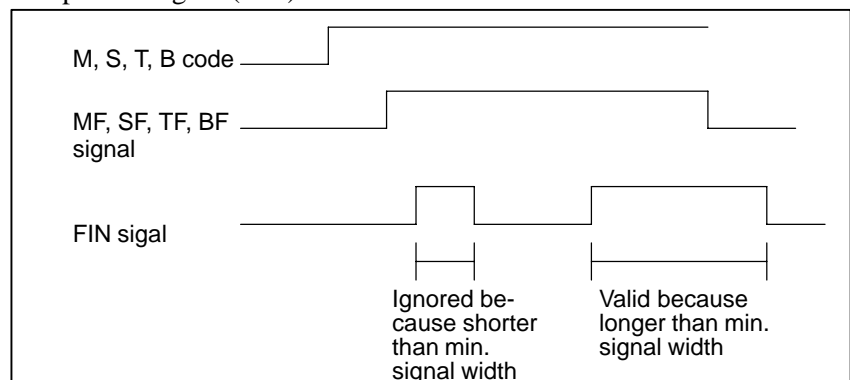 M, S, T, B code
MF, SF, TF, BF
signal
FIN sigal
Ignored be-
cause shorter
than min.
signal width
Valid because
longer than min.
signal width